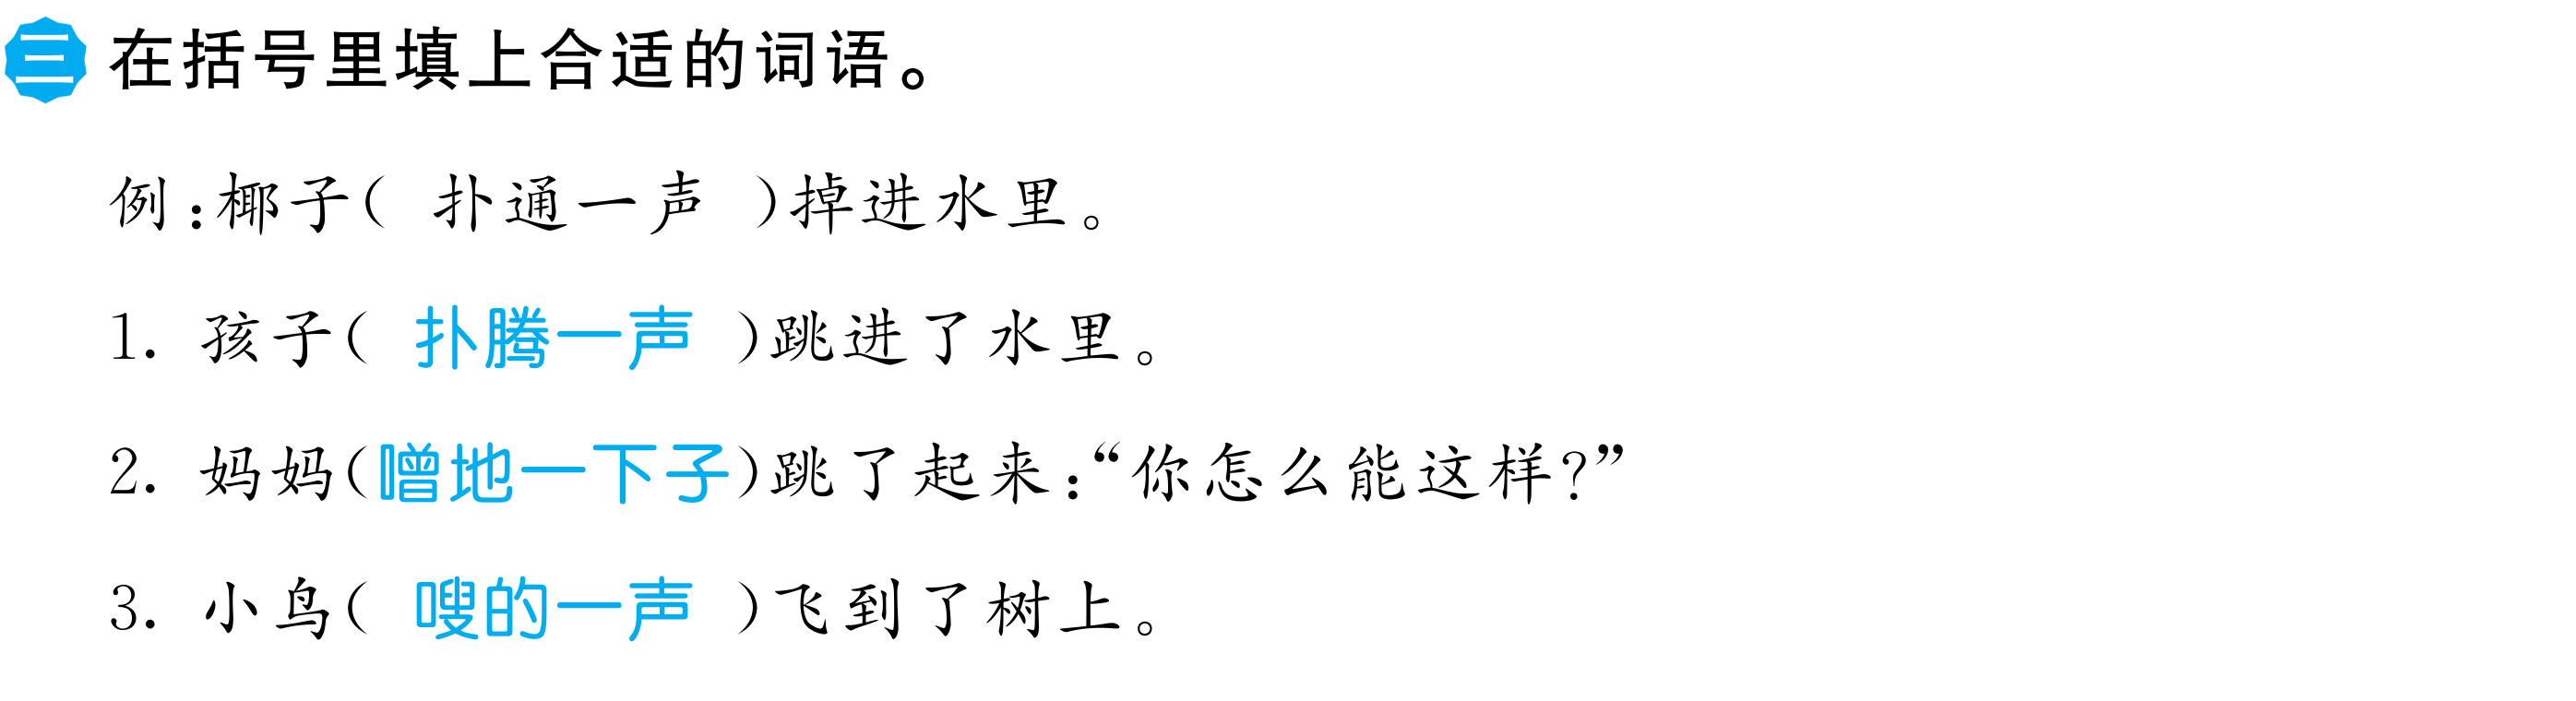 三 在括号里填上合适的词语。
例:椰子( 扑通一声 )掉进水里。
1. 孩子( 扑腾一声 )跳进了水里。
2. 妈妈(噌地一下子)跳了起来:“你怎么能这样?”
3. 小鸟( 嗖的一声 )飞到了树上。